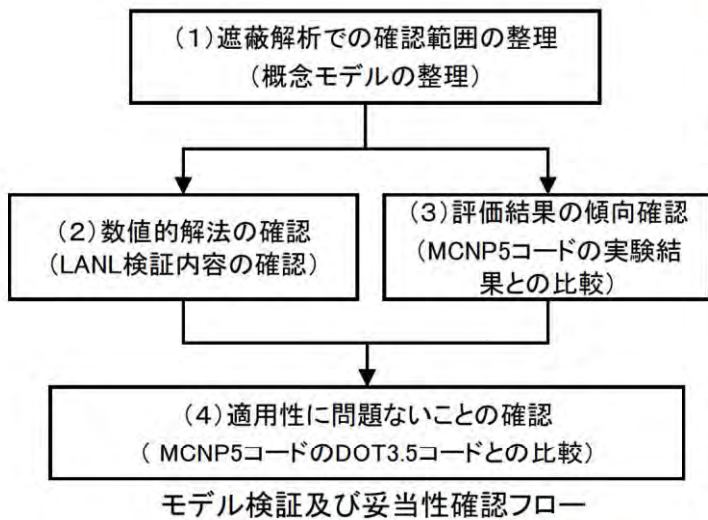 （１）遮蔽解析での確認範囲の整理
（概念モデルの整理）
（２）数値的解法の確認
（LANL検証内容の確認）
（３）評価結果の傾向確認
（MCNP5コードの実験結
果との比較）
（４）適用性に問題ないことの確認
（ MCNP5コードのDOT3.5コードとの比較）
モデル検証及び妥当性確認フロー